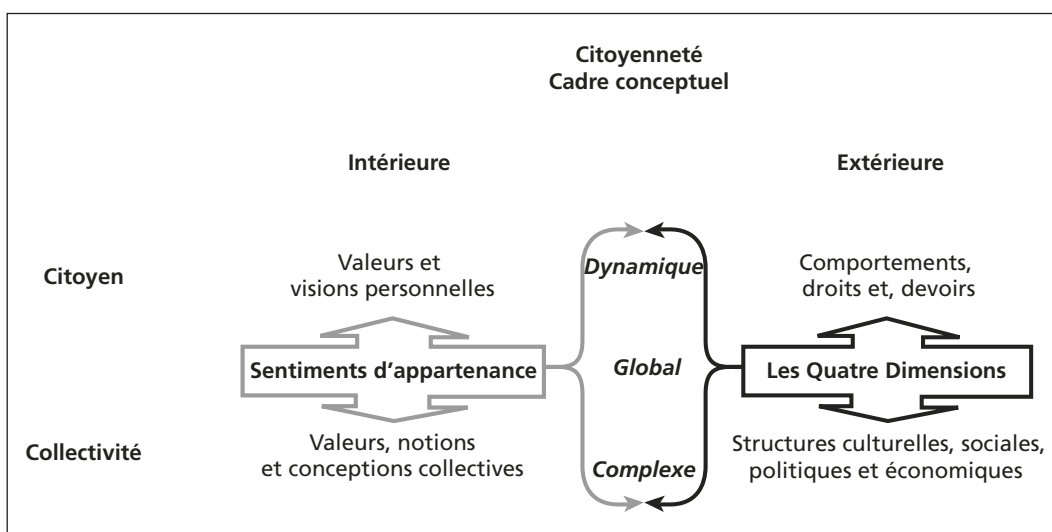 Citoyenneté
Cadre conceptuel
Intérieure
Extérieure
Citoyen
Valeurs et
visions personnelles
Dynamique
Comportements,
droits et, devoirs
Sentiments d’appartenance
Global
Les Quatre Dimensions
Collectivité
Valeurs, notions
et conceptions collectives
Complexe
Structures culturelles, sociales,
politiques et économiques